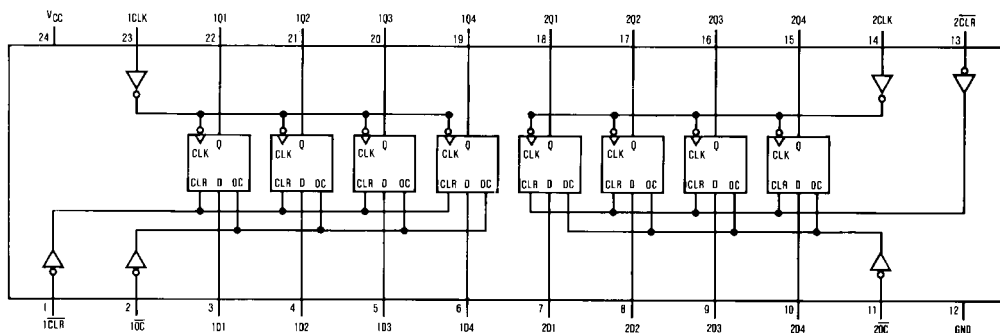 VCC 1CLK 1Q1 1Q2 1Q3 1Q4 2Q1 2Q2 2Q3 2Q4 2CLK 2CLR
24 23 22 21 20 19 18 17 16 15 14 13
Q Q Q Q Q Q Q Q
CLK CLK CLK CLK CLK CLK CLK CLK
CLR D OC CLR D OC CLR D OC CLR D OC CLR D OC CLR D OC CLR D OC CLR D OC
1 2 3 4 5 6 7 8 9 10 11 12
1CLR 1OC 1D1 1D2 1D3 1D4 2D1 2D2 2D3 2D4 2OC GND